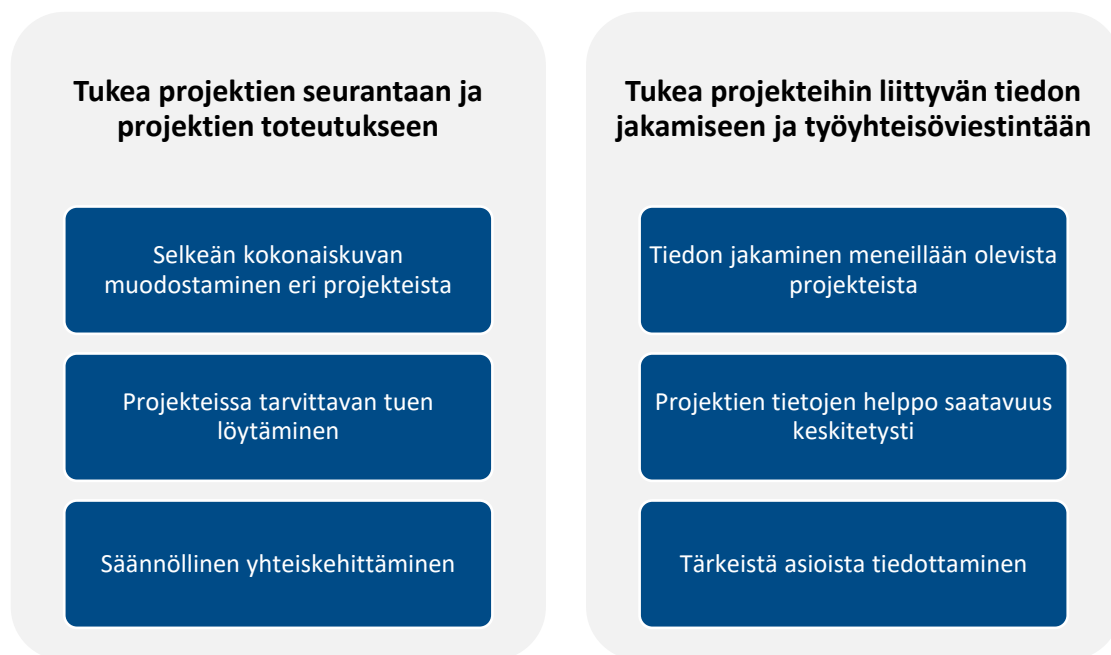 Tukea projektien seurantaan ja
projektien toteutukseen
Selkeän kokonaiskuvan
muodostaminen eri projekteista
Projekteissa tarvittavan tuen
löytäminen
Säännöllinen yhteiskehittäminen
Tukea projekteihin liittyvän tiedon
jakamiseen ja työyhteisöviestintään
Tiedon jakaminen meneillään olevista
projekteista
Projektien tietojen helppo saatavuus
keskitetysti
Tärkeistä asioista tiedottaminen